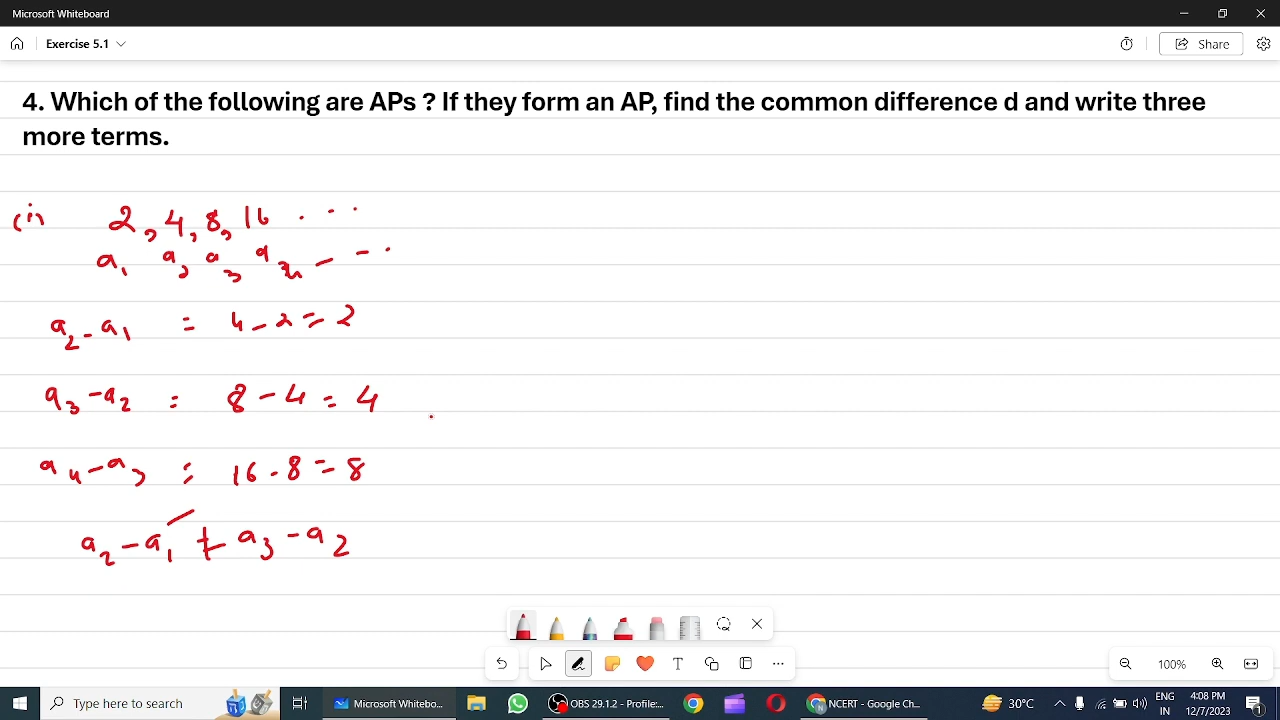 Microsoft Whiteboard
Exercise 5.1
Share
4. Which of the following are APs ? If they form an AP, find the common difference d and write three
more terms.
(i) 2, 4, 8, 16 . . .
a1 a2 a3 a4 - - .
a2 - a1 = 4 - 2 = 2
a3 - a2 = 8 - 4 = 4
a4 - a3 = 16 - 8 = 8
a2 - a1 ≠ a3 - a2
100%
Type here to search
Microsoft Whitebo...
OBS 29.1.2 - Profile:...
NCERT - Google Ch...
30°C
ENG
IN
4:08 PM
12/7/2023